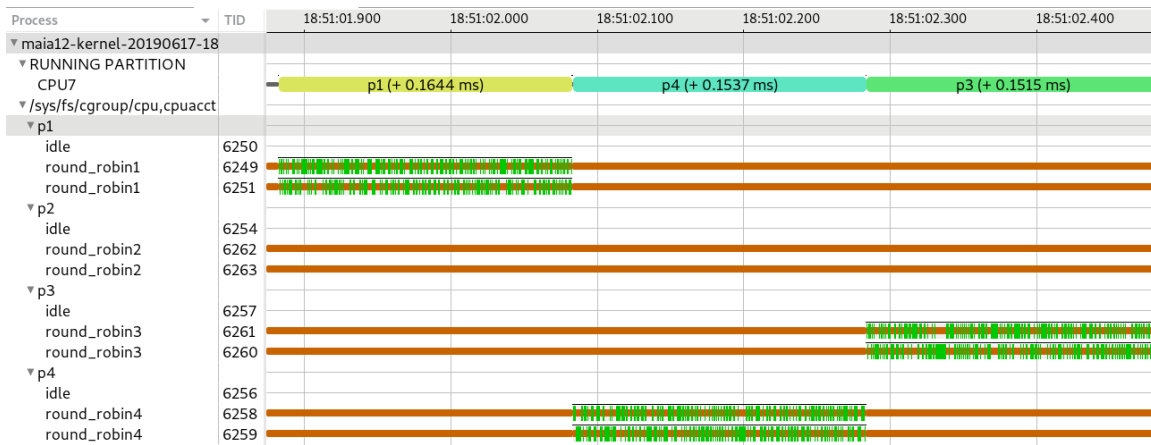 Process TID 18:51:01.900 18:51:02.000 18:51:02.100 18:51:02.200 18:51:02.300 18:51:02.400
maia12-kernel-20190617-18
RUNNING PARTITION
CPU7 p1 (+ 0.1644 ms) p4 (+ 0.1537 ms) p3 (+ 0.1515 ms)
/sys/fs/cgroup/cpu,cpuacct
p1
idle 6250
round_robin1 6249
round_robin1 6251
p2
idle 6254
round_robin2 6262
round_robin2 6263
p3
idle 6257
round_robin3 6261
round_robin3 6260
p4
idle 6256
round_robin4 6258
round_robin4 6259